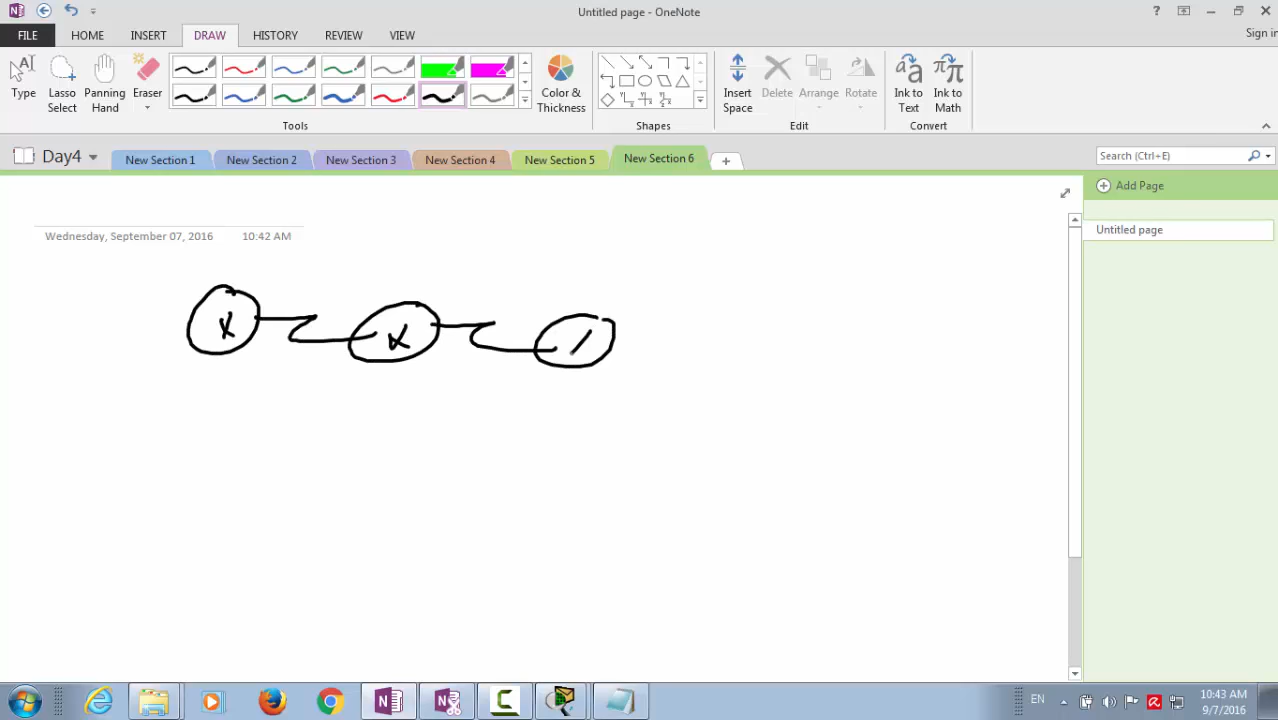 Untitled page - OneNote
?
FILE HOME INSERT DRAW HISTORY REVIEW VIEW
Sign in
Type
Lasso
Select
Panning
Hand
Eraser
Color &
Thickness
Insert
Space
Delete
Arrange
Rotate
Ink to
Text
Ink to
Math
Tools
Shapes
Edit
Convert
Day4
New Section 1
New Section 2
New Section 3
New Section 4
New Section 5
New Section 6
Search (Ctrl+E)
Add Page
Untitled page
Wednesday, September 07, 2016 10:42 AM
x x /
EN
10:43 AM
9/7/2016